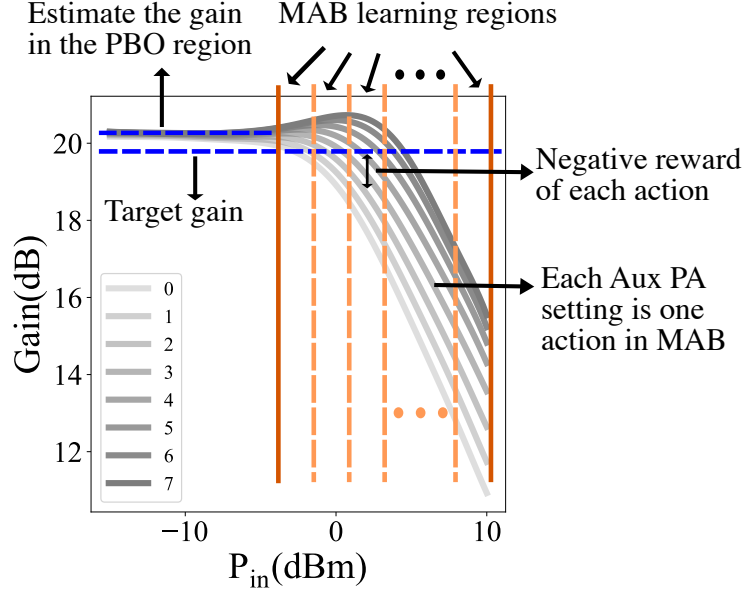 Estimate the gain
in the PBO region
MAB learning regions
20
18
16
14
12
Gain(dB)
Target gain
Negative reward
of each action
Each Aux PA
setting is one
action in MAB
0
1
2
3
4
5
6
7
−10
0
10
P_in(dBm)